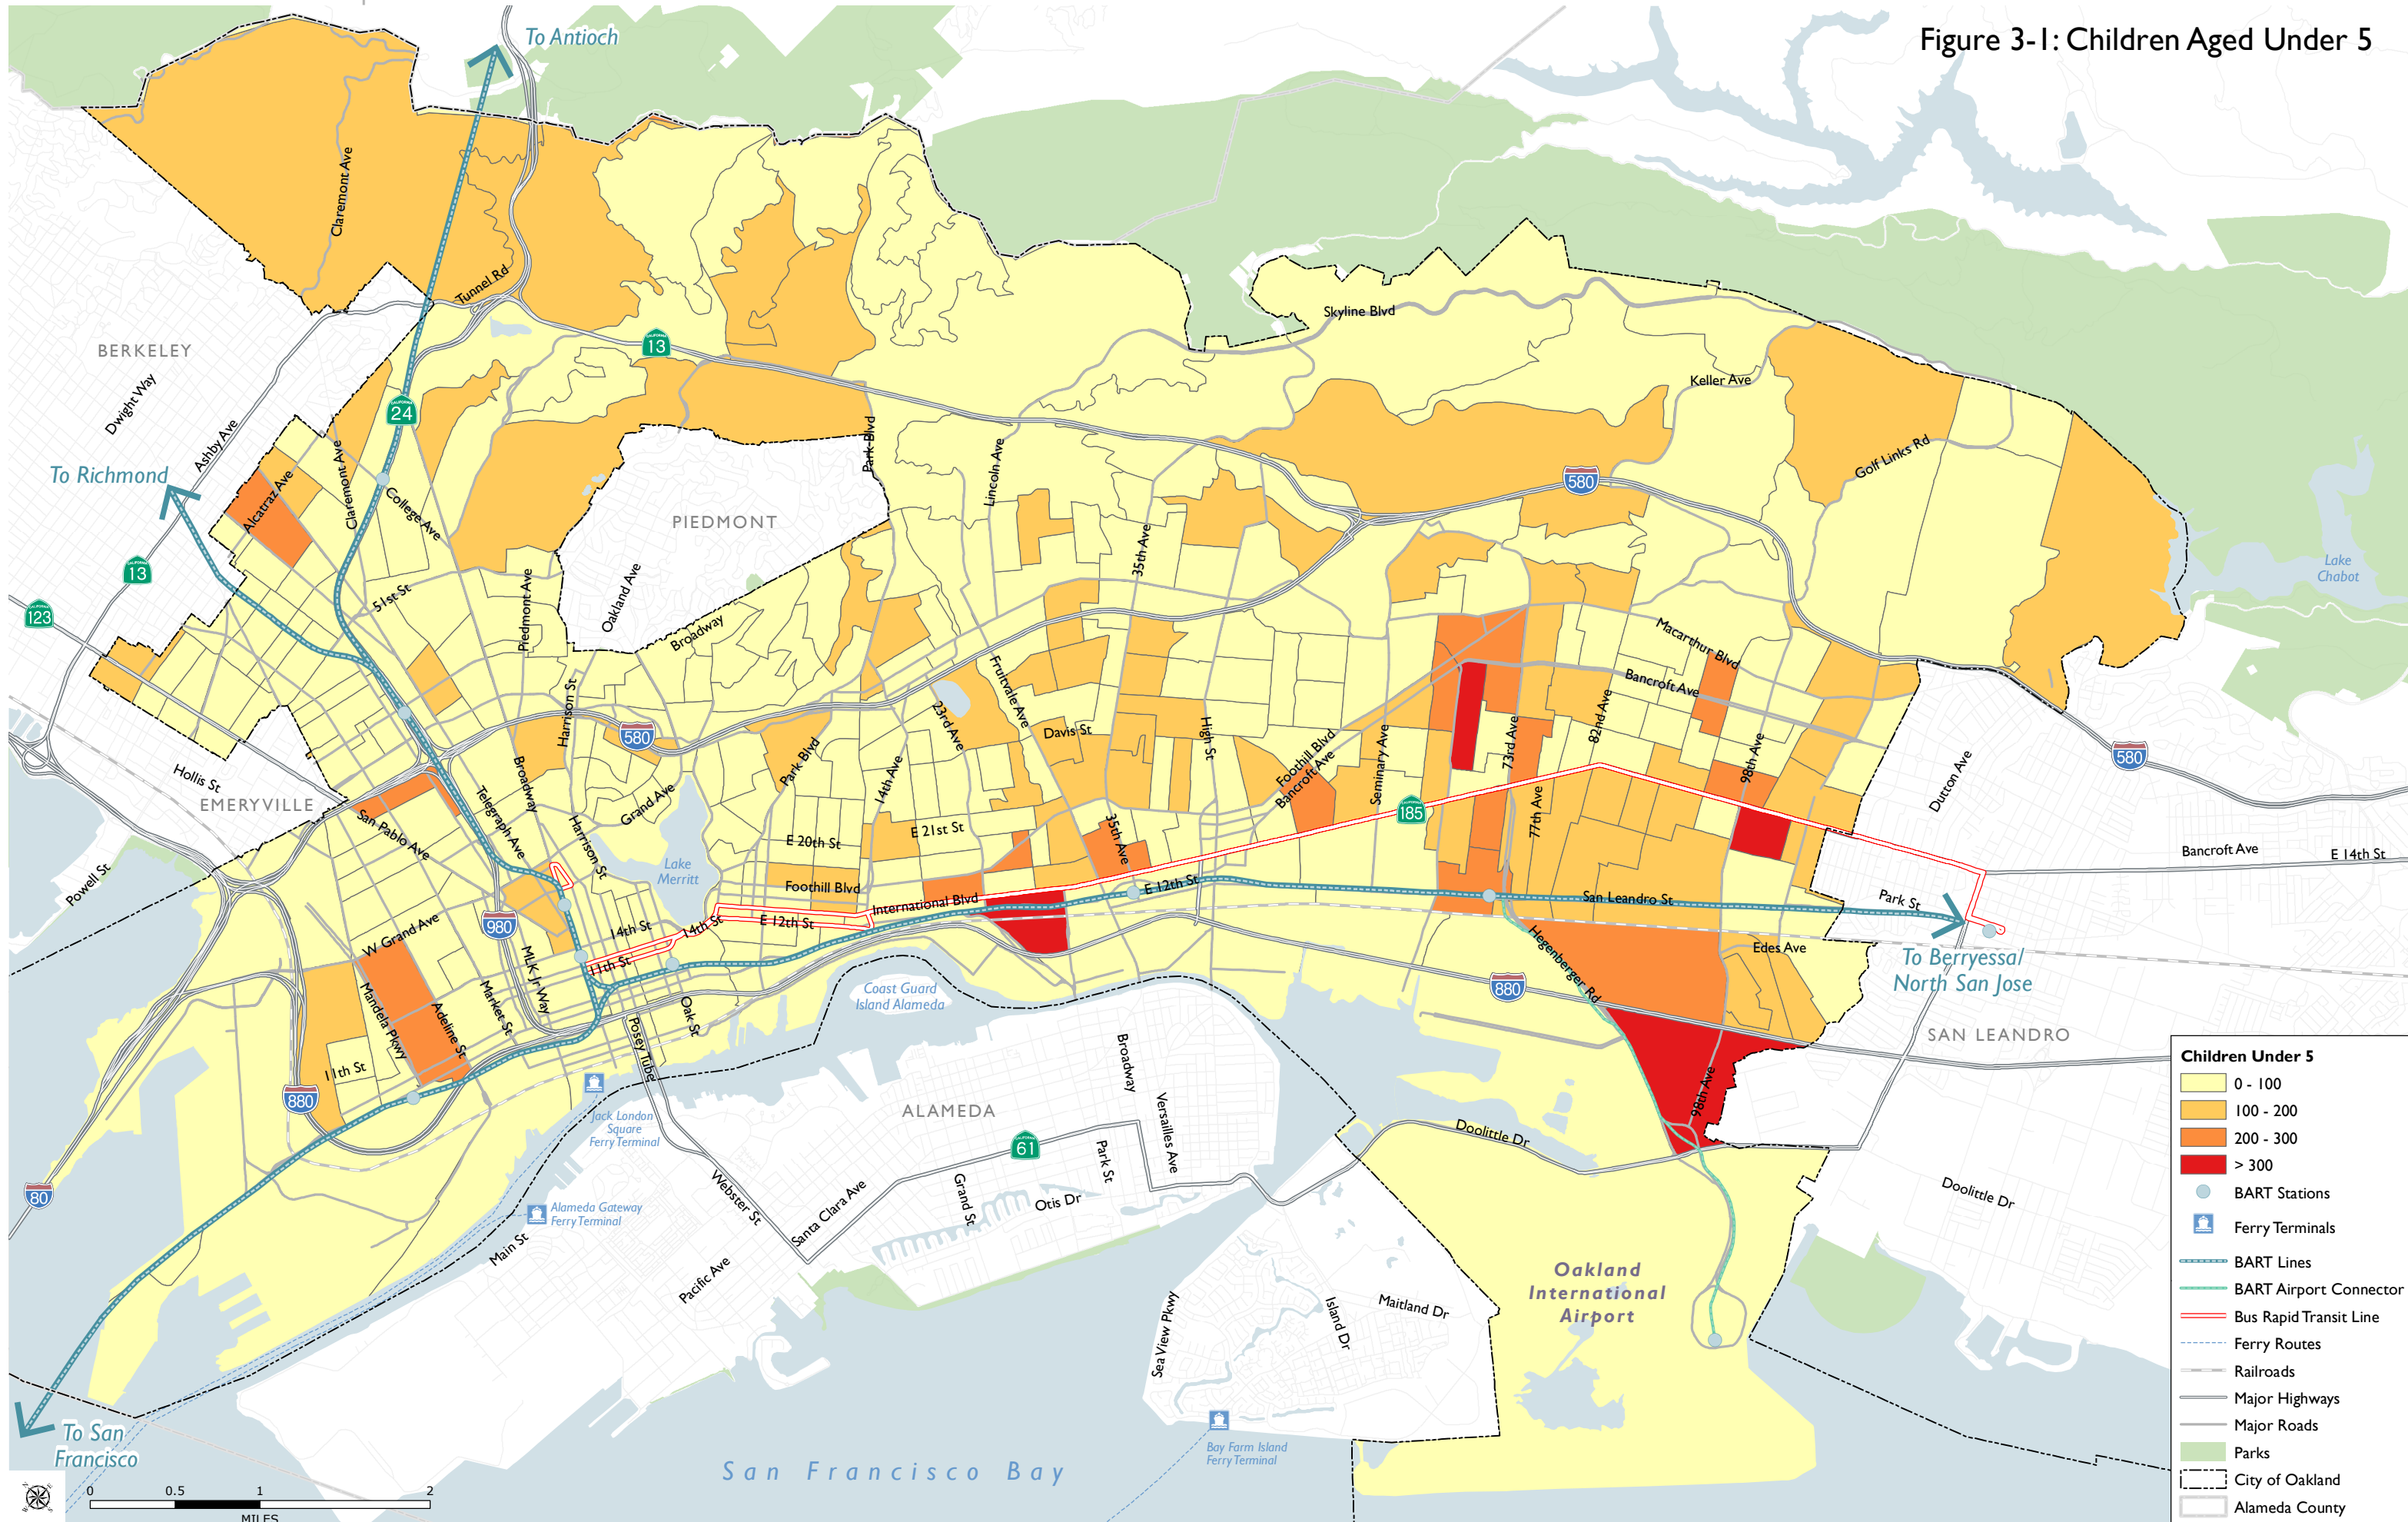 Figure 3-1: Children Aged Under 5
To Antioch
Claremont Ave
Tunnel Rd
13
Skyline Blvd
BERKELEY
Dwight Way
Ashby Ave
24
Keller Ave
To Richmond
Alcatraz Ave
Claremont Ave
College Ave
Park Blvd
Lincoln Ave
Golf Links Rd
580
PIEDMONT
35th Ave
13
123
51st St
Piedmont Ave
Oakland Ave
Broadway
Lake
Chabot
Macarthur Blvd
Bancroft Ave
Fruitvale Ave
Harrison St
580
23rd Ave
Davis St
High St
Foothill Blvd
Bancroft Ave
Seminary Ave
73rd Ave
82nd Ave
98th Ave
580
Dutton Ave
Hollis St
EMERYVILLE
San Pablo Ave
Telegraph Ave
Broadway
Harrison St
Grand Ave
Park Blvd
14th Ave
E 20th St
E 21st St
35th Ave
185
77th Ave
Bancroft Ave
E 14th St
Powell St
Lake
Merritt
Foothill Blvd
International Blvd
E 12th St
E 12th St
San Leandro St
Park St
980
W Grand Ave
14th St
14th St
11th St
MLK Jr Way
Market St
Mandela Pkwy
Adeline St
11th St
Oak St
Posey Tube
Coast Guard
Island Alameda
Hegenberger Rd
Edes Ave
To Berryessa/
North San Jose
880
SAN LEANDRO
880
Jack London
Square
Ferry Terminal
ALAMEDA
Broadway
Versailles Ave
61
Park St
Doolittle Dr
98th Ave
80
Alameda Gateway
Ferry Terminal
Main St
Webster St
Santa Clara Ave
Grand St
Otis Dr
Doolittle Dr
Pacific Ave
Sea View Pkwy
Island Dr
Maitland Dr
Oakland
International
Airport
Bay Farm Island
Ferry Terminal
San Francisco Bay
To San
Francisco
0 0.5 1 2
MILES
Children Under 5
0 - 100
100 - 200
200 - 300
> 300
BART Stations
Ferry Terminals
BART Lines
BART Airport Connector
Bus Rapid Transit Line
Ferry Routes
Railroads
Major Highways
Major Roads
Parks
City of Oakland
Alameda County